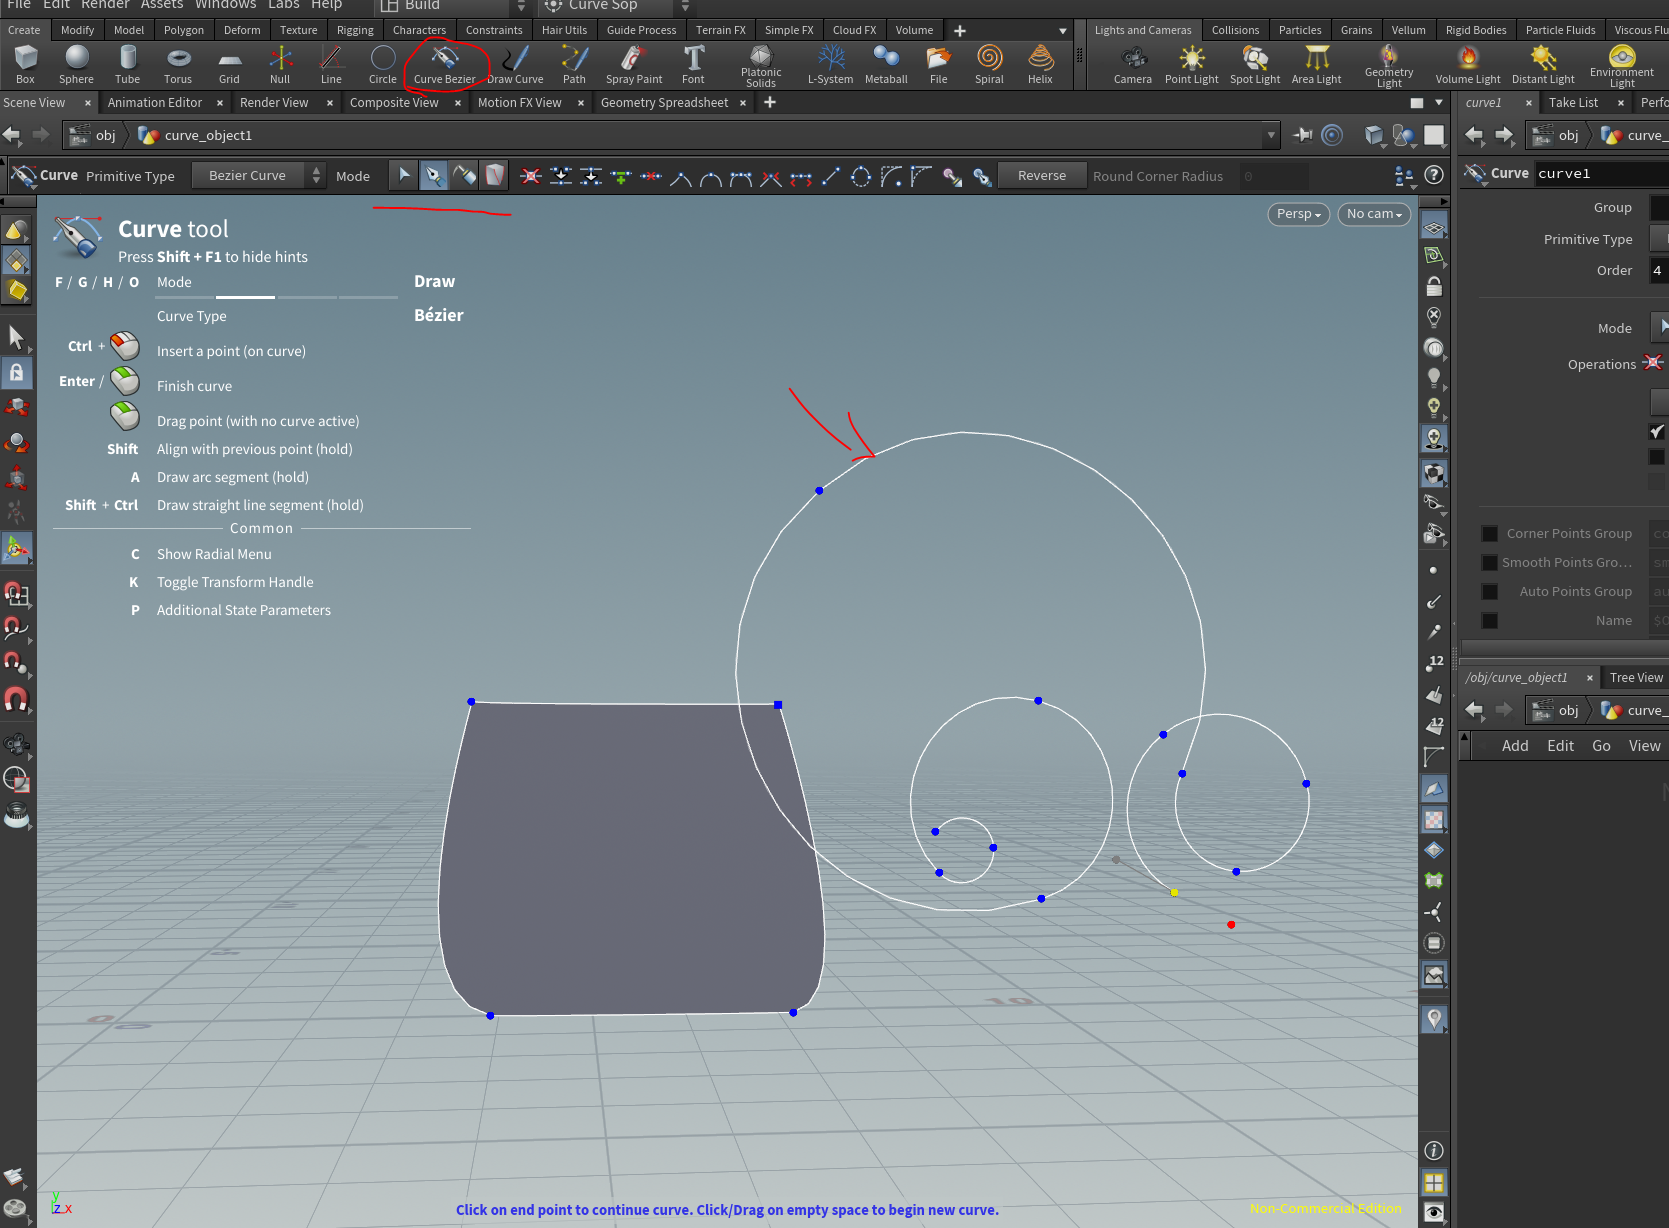 File Edit Render Assets Windows Labs Help Build Curve Sop
Create Modify Model Polygon Deform Texture Rigging Characters Constraints Hair Utils Guide Process Terrain FX Simple FX Cloud FX Volume Lights and Cameras Collisions Particles Grains Vellum Rigid Bodies Particle Fluids Viscous Flu
Box Sphere Tube Torus Grid Null Line Circle Curve Bezier Draw Curve Path Spray Paint Font Platonic Solids L-System Metaball File Spiral Helix Camera Point Light Spot Light Area Light Geometry Light Volume Light Distant Light Environment Light
Scene View × Animation Editor × Render View × Composite View × Motion FX View × Geometry Spreadsheet × curve1 × Take List × Perfo
obj curve_object1 obj curve_
Curve Primitive Type Bezier Curve Mode Reverse Round Corner Radius 0 Curve curve1
Persp No cam
Curve tool
Press Shift + F1 to hide hints
F / G / H / O Mode Draw
Curve Type Bézier
Ctrl + Insert a point (on curve)
Enter / Finish curve
Drag point (with no curve active)
Shift Align with previous point (hold)
A Draw arc segment (hold)
Shift + Ctrl Draw straight line segment (hold)
Common
C Show Radial Menu
K Toggle Transform Handle
P Additional State Parameters
Group
Primitive Type
Order 4
Mode
Operations
Corner Points Group co
Smooth Points Gro... sm
Auto Points Group au
Name $O
12
12
/obj/curve_object1 × Tree View
obj curve_
Add Edit Go View
0
0
10
y
z x
Click on end point to continue curve. Click/Drag on empty space to begin new curve.
Non-Commercial Edition